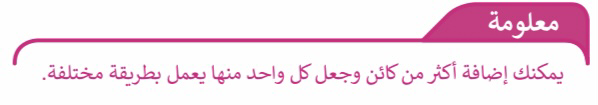 معلومة
يمكنك إضافة أكثر من كائن وجعل كل واحد منها يعمل بطريقة مختلفة.